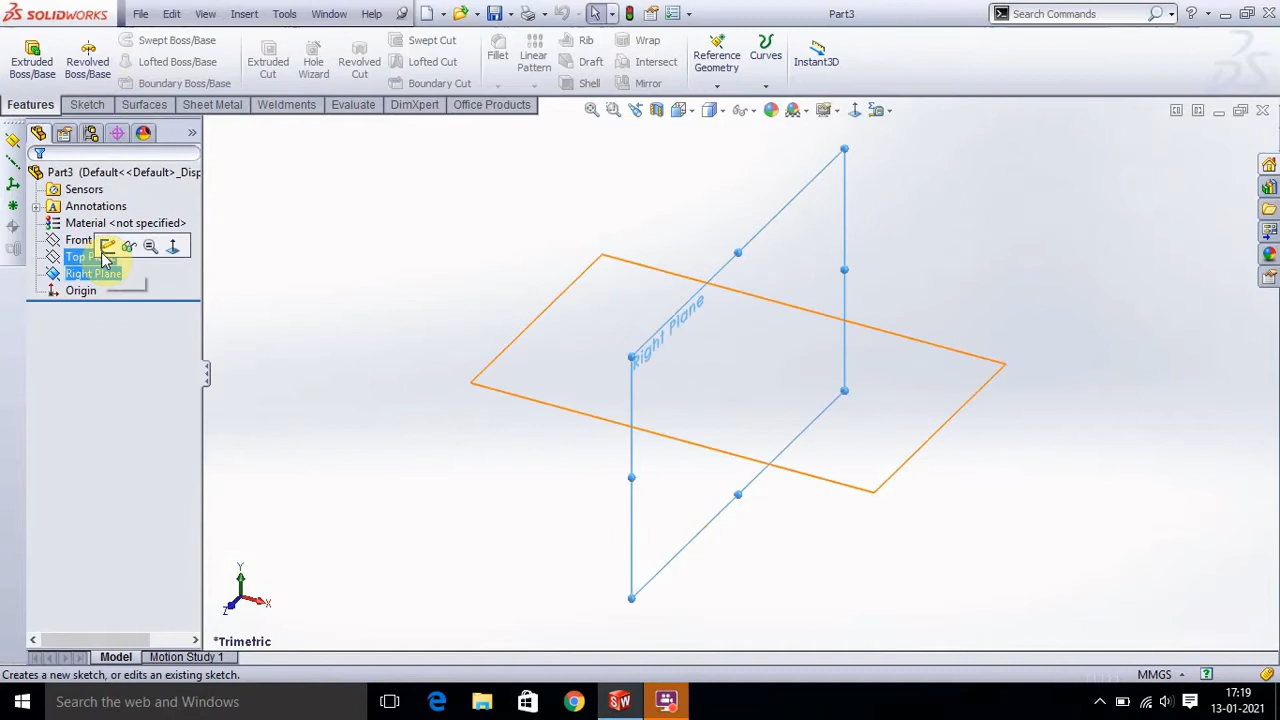 SOLIDWORKS File Edit View Insert Tools Window Help Part3 Search Commands
Extruded Boss/Base
Revolved Boss/Base
Swept Boss/Base
Lofted Boss/Base
Boundary Boss/Base
Extruded Cut
Hole Wizard
Revolved Cut
Swept Cut
Lofted Cut
Boundary Cut
Fillet
Linear Pattern
Rib
Draft
Shell
Wrap
Intersect
Mirror
Reference Geometry
Curves
Instant3D
Features Sketch Surfaces Sheet Metal Weldments Evaluate DimXpert Office Products
Part3 (Default<<Default>_Disp
Sensors
Annotations
Material <not specified>
Front
Top P
Right Plane
Origin
Right Plane
Y
X
Z
*Trimetric
Model Motion Study 1
Creates a new sketch, or edits an existing sketch. MMGS
Search the web and Windows
17:19
13-01-2021